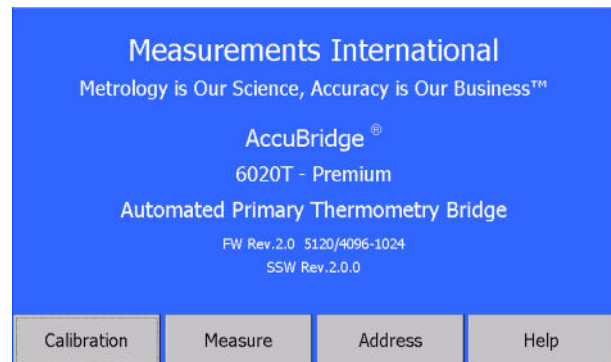 Measurements International
Metrology is Our Science, Accuracy is Our Business™
AccuBridge ®
6020T - Premium
Automated Primary Thermometry Bridge
FW Rev.2.0 5120/4096-1024
SSW Rev.2.0.0
Calibration Measure Address Help